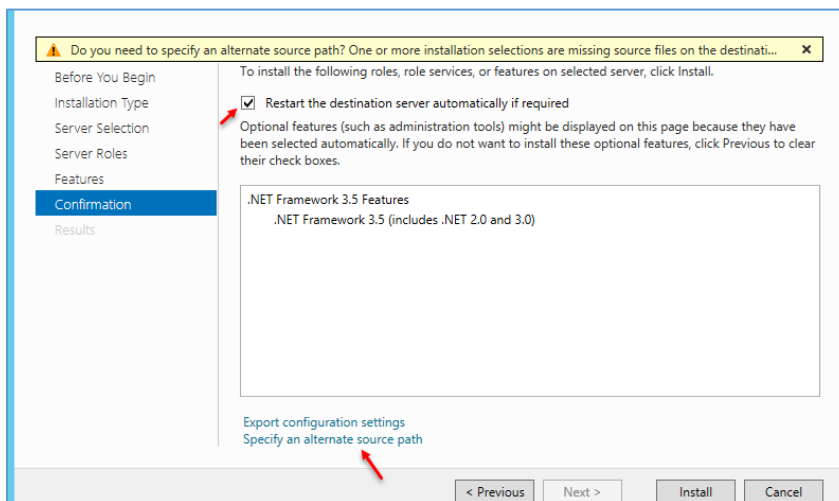 Do you need to specify an alternate source path? One or more installation selections are missing source files on the destinati...
Before You Begin
Installation Type
Server Selection
Server Roles
Features
Confirmation
Results
To install the following roles, role services, or features on selected server, click Install.
Restart the destination server automatically if required
Optional features (such as administration tools) might be displayed on this page because they have
been selected automatically. If you do not want to install these optional features, click Previous to clear
their check boxes.
.NET Framework 3.5 Features
.NET Framework 3.5 (includes .NET 2.0 and 3.0)
Export configuration settings
Specify an alternate source path
< Previous
Next >
Install
Cancel